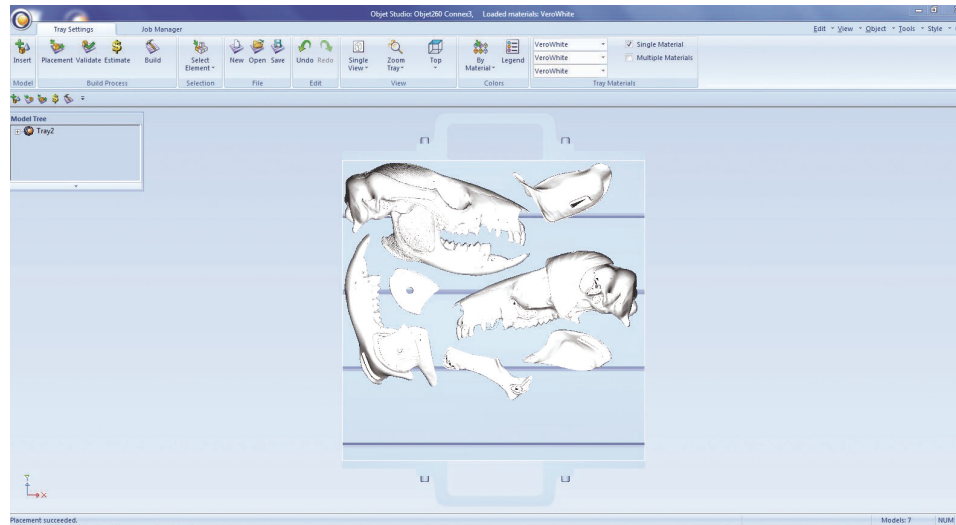 Objet Studio: Objet260 Connex3,    Loaded materials: VeroWhite
Tray Settings    Job Manager    Edit    View    Object    Tools    Style
Insert    Placement    Validate    Estimate    Build    Select Element    New    Open    Save    Undo    Redo    Single View    Zoom Tray    Top    By Material    Legend
VeroWhite    Single Material
VeroWhite    Multiple Materials
VeroWhite
Model    Build Process    Selection    File    Edit    View    Colors    Tray Materials
Model Tree
Tray2
Y
X
Placement succeeded.    Models: 7    NUM